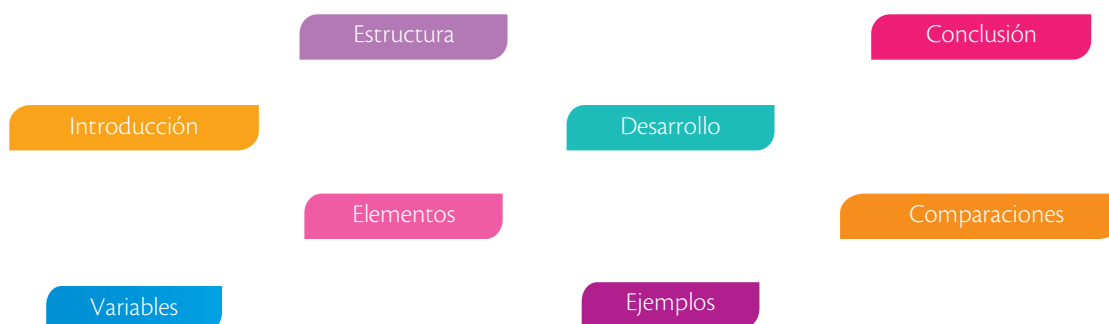 Estructura
Conclusión
Introducción
Desarrollo
Elementos
Comparaciones
Variables
Ejemplos